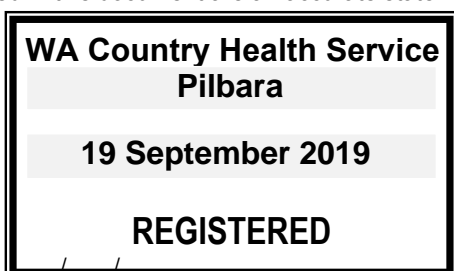 WA Country Health Service
Pilbara
19 September 2019
REGISTERED
/ /